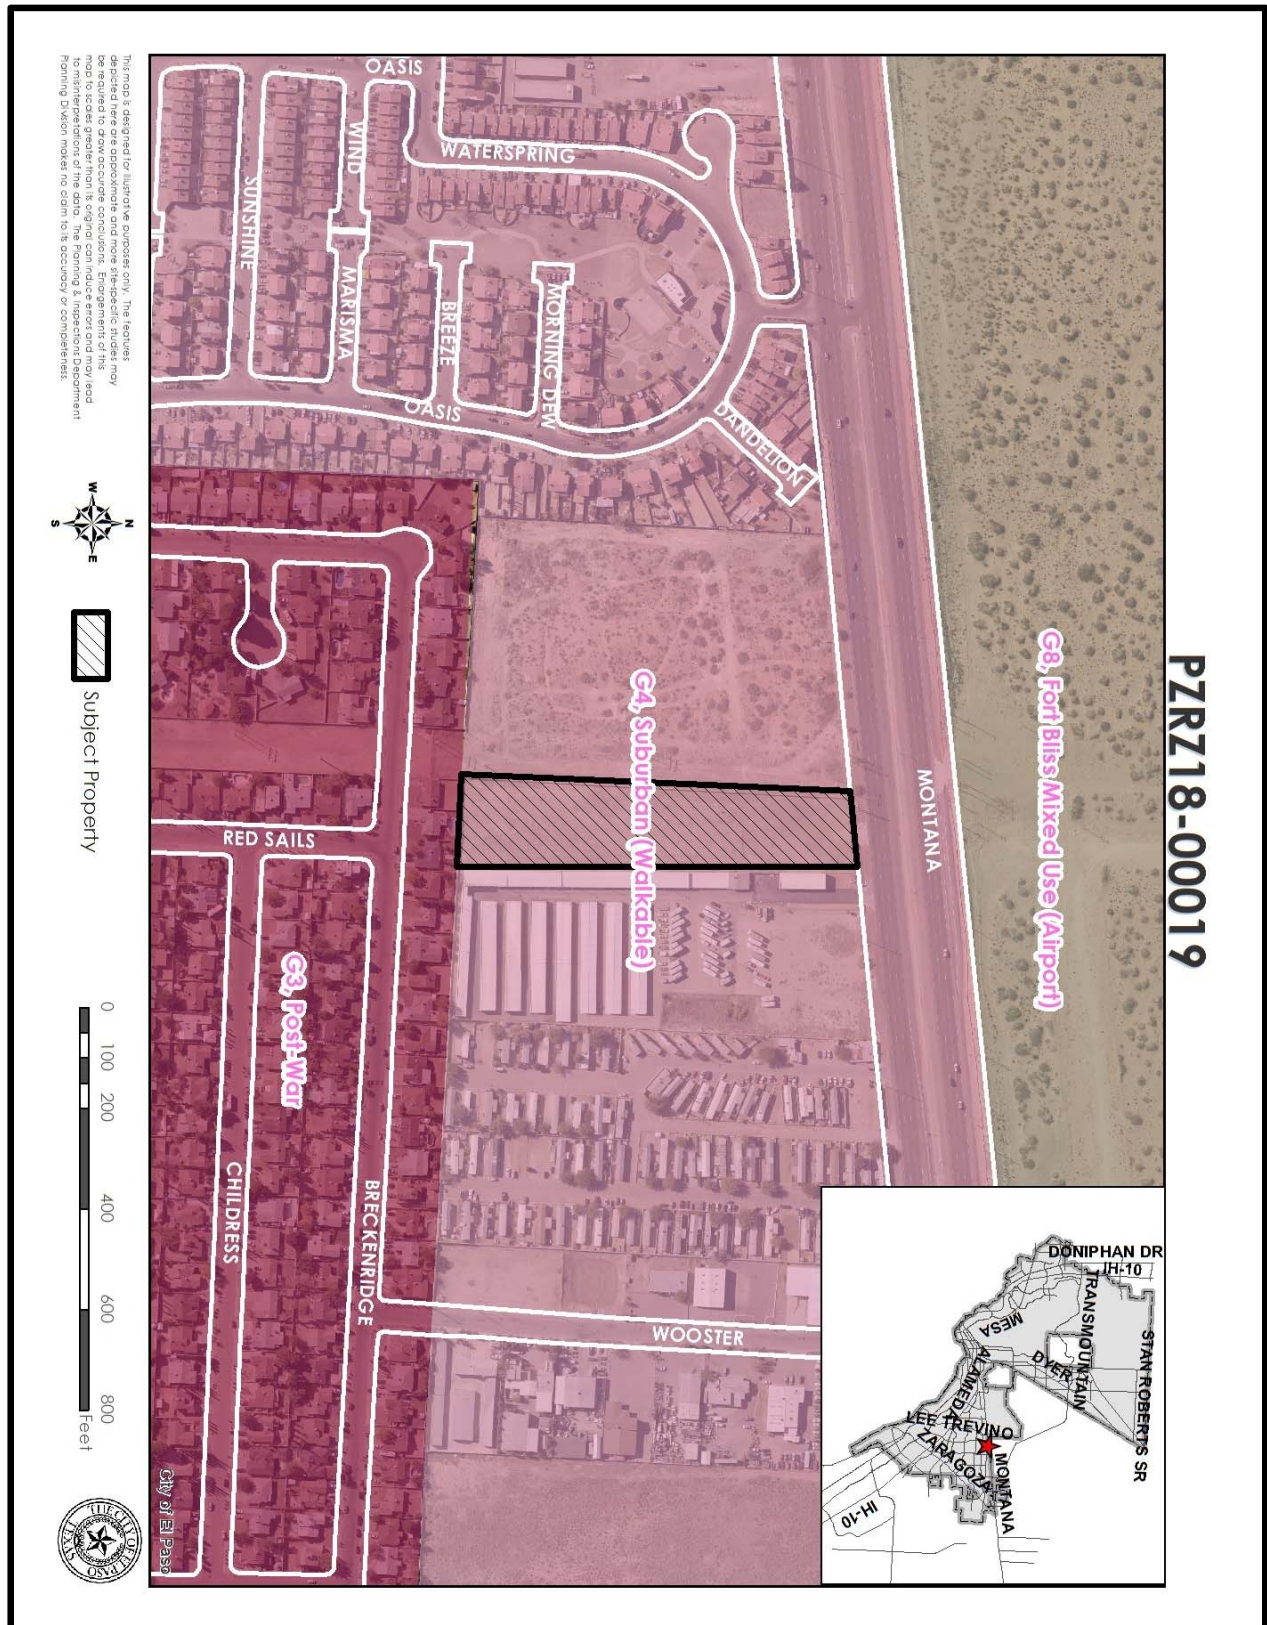 PZRZ18-00019
G8, Fort Bliss Mixed Use (Airport)
MONTANA
G4, Suburban (Walkable)
G3, Post-War
OASIS
WATERSPRING
WIND
SUNSHINE
MARISMA
BREEZE
MORNING DEW
DANDELION
OASIS
RED SAILS
BRECKENRIDGE
CHILDRESS
WOOSTER
DONIPHAN DR
IH-10
TRANSMOUNTAIN
STAN ROBERTS SR
MESA
DYER
ALAMEDA
LEE TREVINO
ZARAGOZA
MONTANA
IH-10
City of El Paso
This map is designed for illustrative purposes only. The features
depicted here are approximate and more site-specific studies may
be required to draw accurate conclusions. Enlargements of this
map to scales greater than its original can induce errors and may lead
to misinterpretations of the data. The Planning & Inspections Department
Planning Division makes no claim to its accuracy or completeness.
N
W
E
S
Subject Property
0 100 200 400 600 800
Feet
THE CITY OF EL PASO
TEXAS